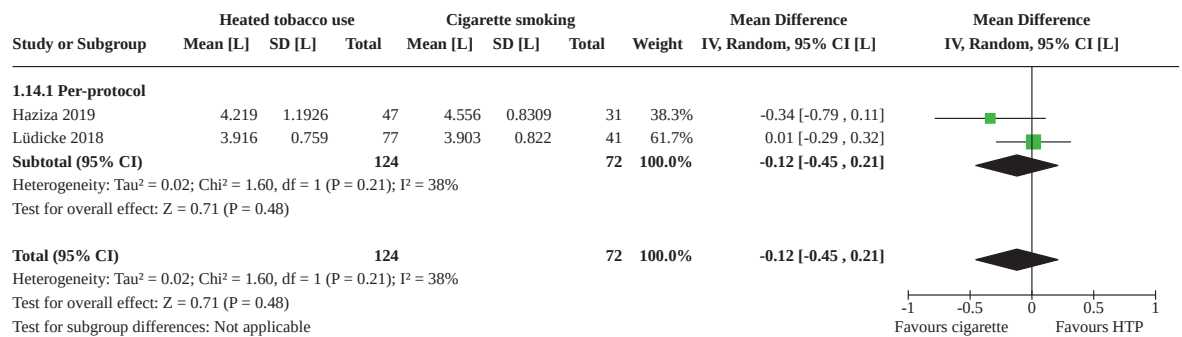 Heated tobacco use Cigarette smoking Mean Difference Mean Difference
Study or Subgroup Mean [L] SD [L] Total Mean [L] SD [L] Total Weight IV, Random, 95% CI [L] IV, Random, 95% CI [L]
1.14.1 Per-protocol
Haziza 2019 4.219 1.1926 47 4.556 0.8309 31 38.3% -0.34 [-0.79 , 0.11]
Lüdicke 2018 3.916 0.759 77 3.903 0.822 41 61.7% 0.01 [-0.29 , 0.32]
Subtotal (95% CI) 124 72 100.0% -0.12 [-0.45 , 0.21]
Heterogeneity: Tau² = 0.02; Chi² = 1.60, df = 1 (P = 0.21); I² = 38%
Test for overall effect: Z = 0.71 (P = 0.48)
Total (95% CI) 124 72 100.0% -0.12 [-0.45 , 0.21]
Heterogeneity: Tau² = 0.02; Chi² = 1.60, df = 1 (P = 0.21); I² = 38%
Test for overall effect: Z = 0.71 (P = 0.48)
-1 -0.5 0 0.5 1
Test for subgroup differences: Not applicable
Favours cigarette Favours HTP